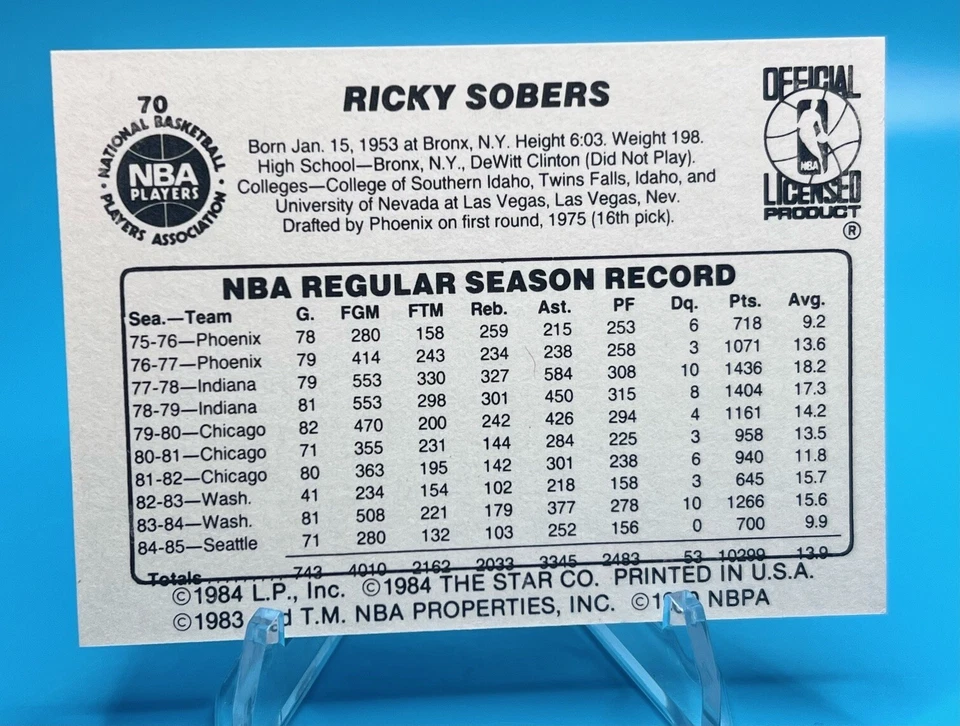 70
RICKY SOBERS
OFFICIAL
NATIONAL BASKETBALL
NBA
PLAYERS
PLAYERS ASSOCIATION
NBA
LICENSED
PRODUCT
®
Born Jan. 15, 1953 at Bronx, N.Y. Height 6:03. Weight 198.
High School—Bronx, N.Y., DeWitt Clinton (Did Not Play).
Colleges—College of Southern Idaho, Twins Falls, Idaho, and
University of Nevada at Las Vegas, Las Vegas, Nev.
Drafted by Phoenix on first round, 1975 (16th pick).
NBA REGULAR SEASON RECORD
Sea.—Team G. FGM FTM Reb. Ast. PF Dq. Pts. Avg.
75-76—Phoenix 78 280 158 259 215 253 6 718 9.2
76-77—Phoenix 79 414 243 234 238 258 3 1071 13.6
77-78—Indiana 79 553 330 327 584 308 10 1436 18.2
78-79—Indiana 81 553 298 301 450 315 8 1404 17.3
79-80—Chicago 82 470 200 242 426 294 4 1161 14.2
80-81—Chicago 71 355 231 144 284 225 3 958 13.5
81-82—Chicago 80 363 195 142 301 238 6 940 11.8
82-83—Wash. 41 234 154 102 218 158 3 645 15.7
83-84—Wash. 81 508 221 179 377 278 10 1266 15.6
84-85—Seattle 71 280 132 103 252 156 0 700 9.9
Totals.......... 743 4010 2162 2033 3345 2483 53 10299 13.9
©1984 L.P., Inc. ©1984 THE STAR CO. PRINTED IN U.S.A.
©1983 T.M. NBA PROPERTIES, INC. NBPA